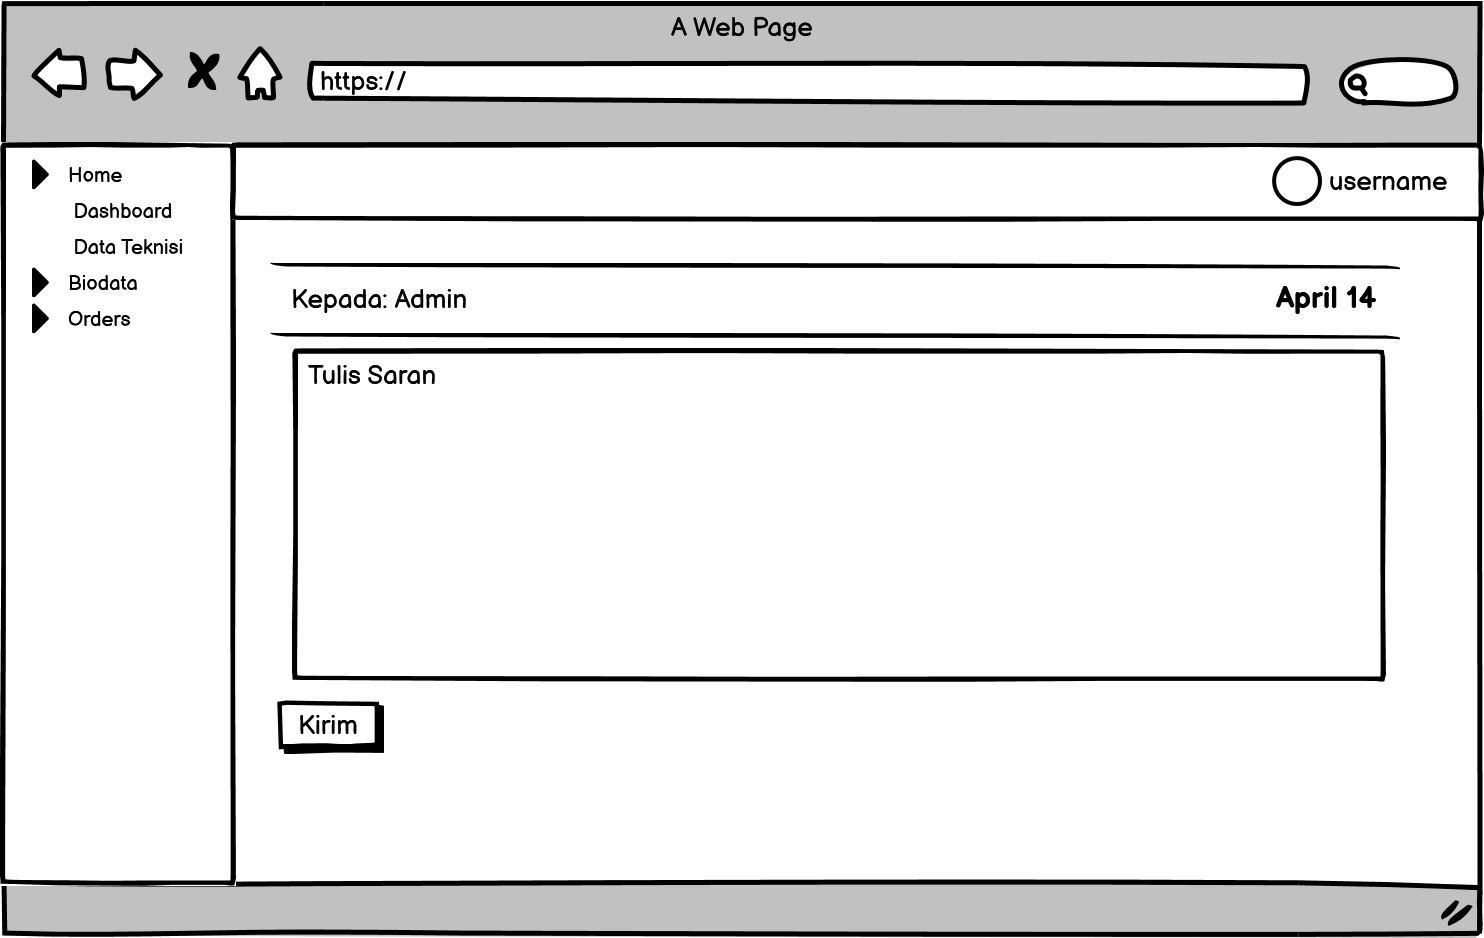 A Web Page
https://
username
Home
Dashboard
Data Teknisi
Biodata
Orders
Kepada: Admin
April 14
Tulis Saran
Kirim